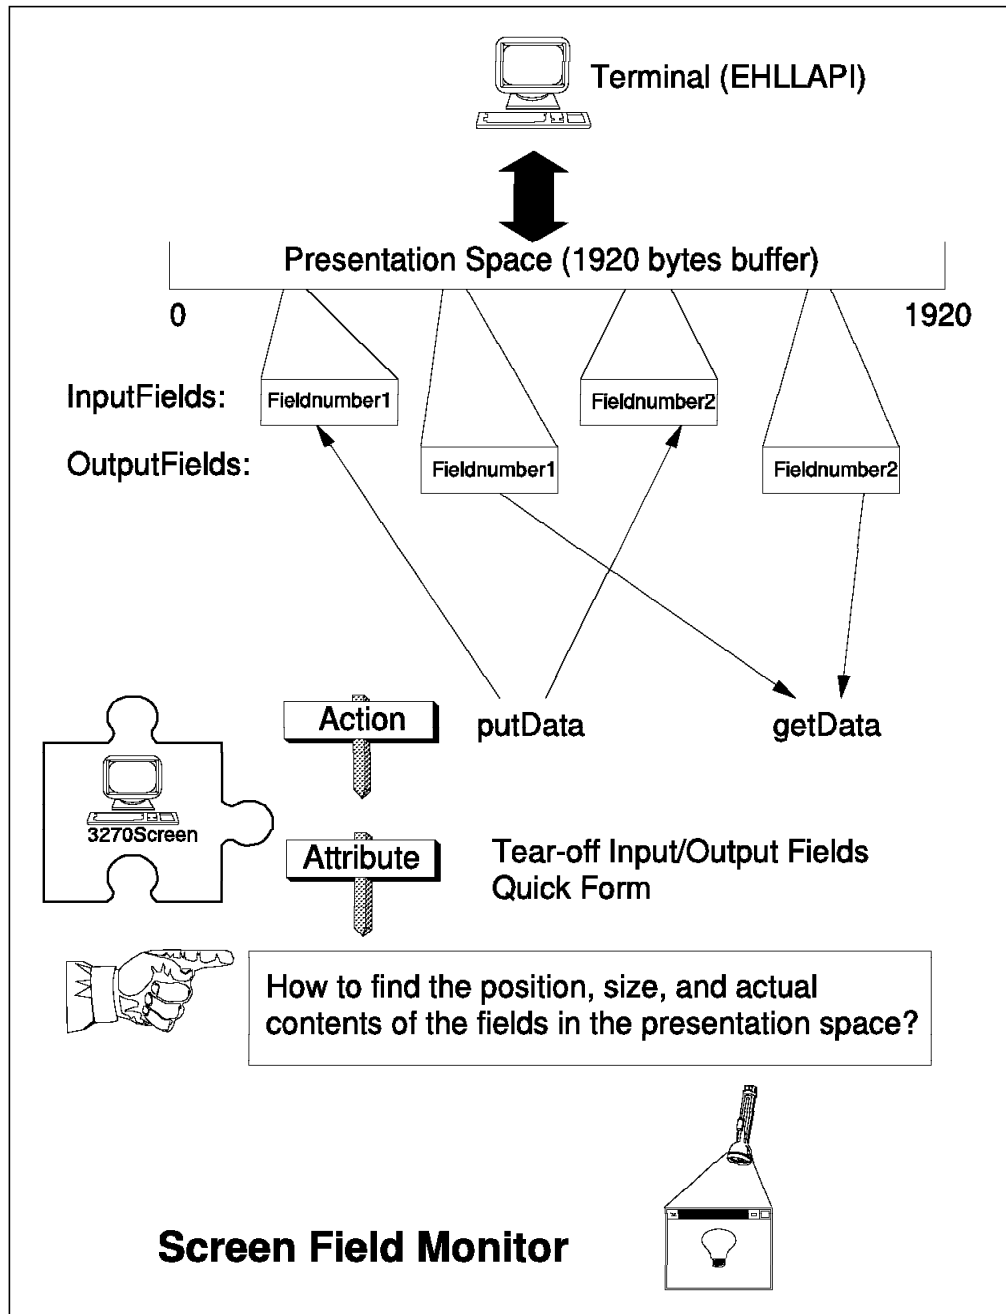 Terminal (EHLLAPI)
Presentation Space (1920 bytes buffer)
0
1920
InputFields:
Fieldnumber1
Fieldnumber2
OutputFields:
Fieldnumber1
Fieldnumber2
Action
putData
getData
3270Screen
Attribute
Tear-off Input/Output Fields
Quick Form
How to find the position, size, and actual
contents of the fields in the presentation space?
Screen Field Monitor